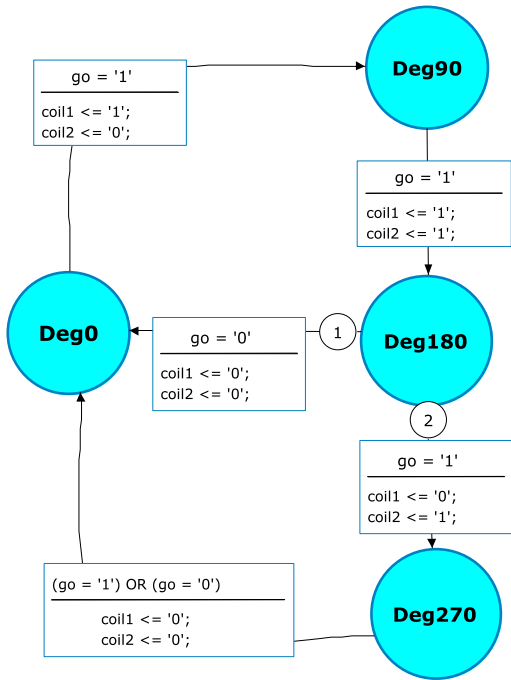 Deg90
go = '1'
coil1 <= '1';
coil2 <= '0';
go = '1'
coil1 <= '1';
coil2 <= '1';
Deg0
go = '0'
coil1 <= '0';
coil2 <= '0';
1
Deg180
2
go = '1'
coil1 <= '0';
coil2 <= '1';
(go = '1') OR (go = '0')
coil1 <= '0';
coil2 <= '0';
Deg270